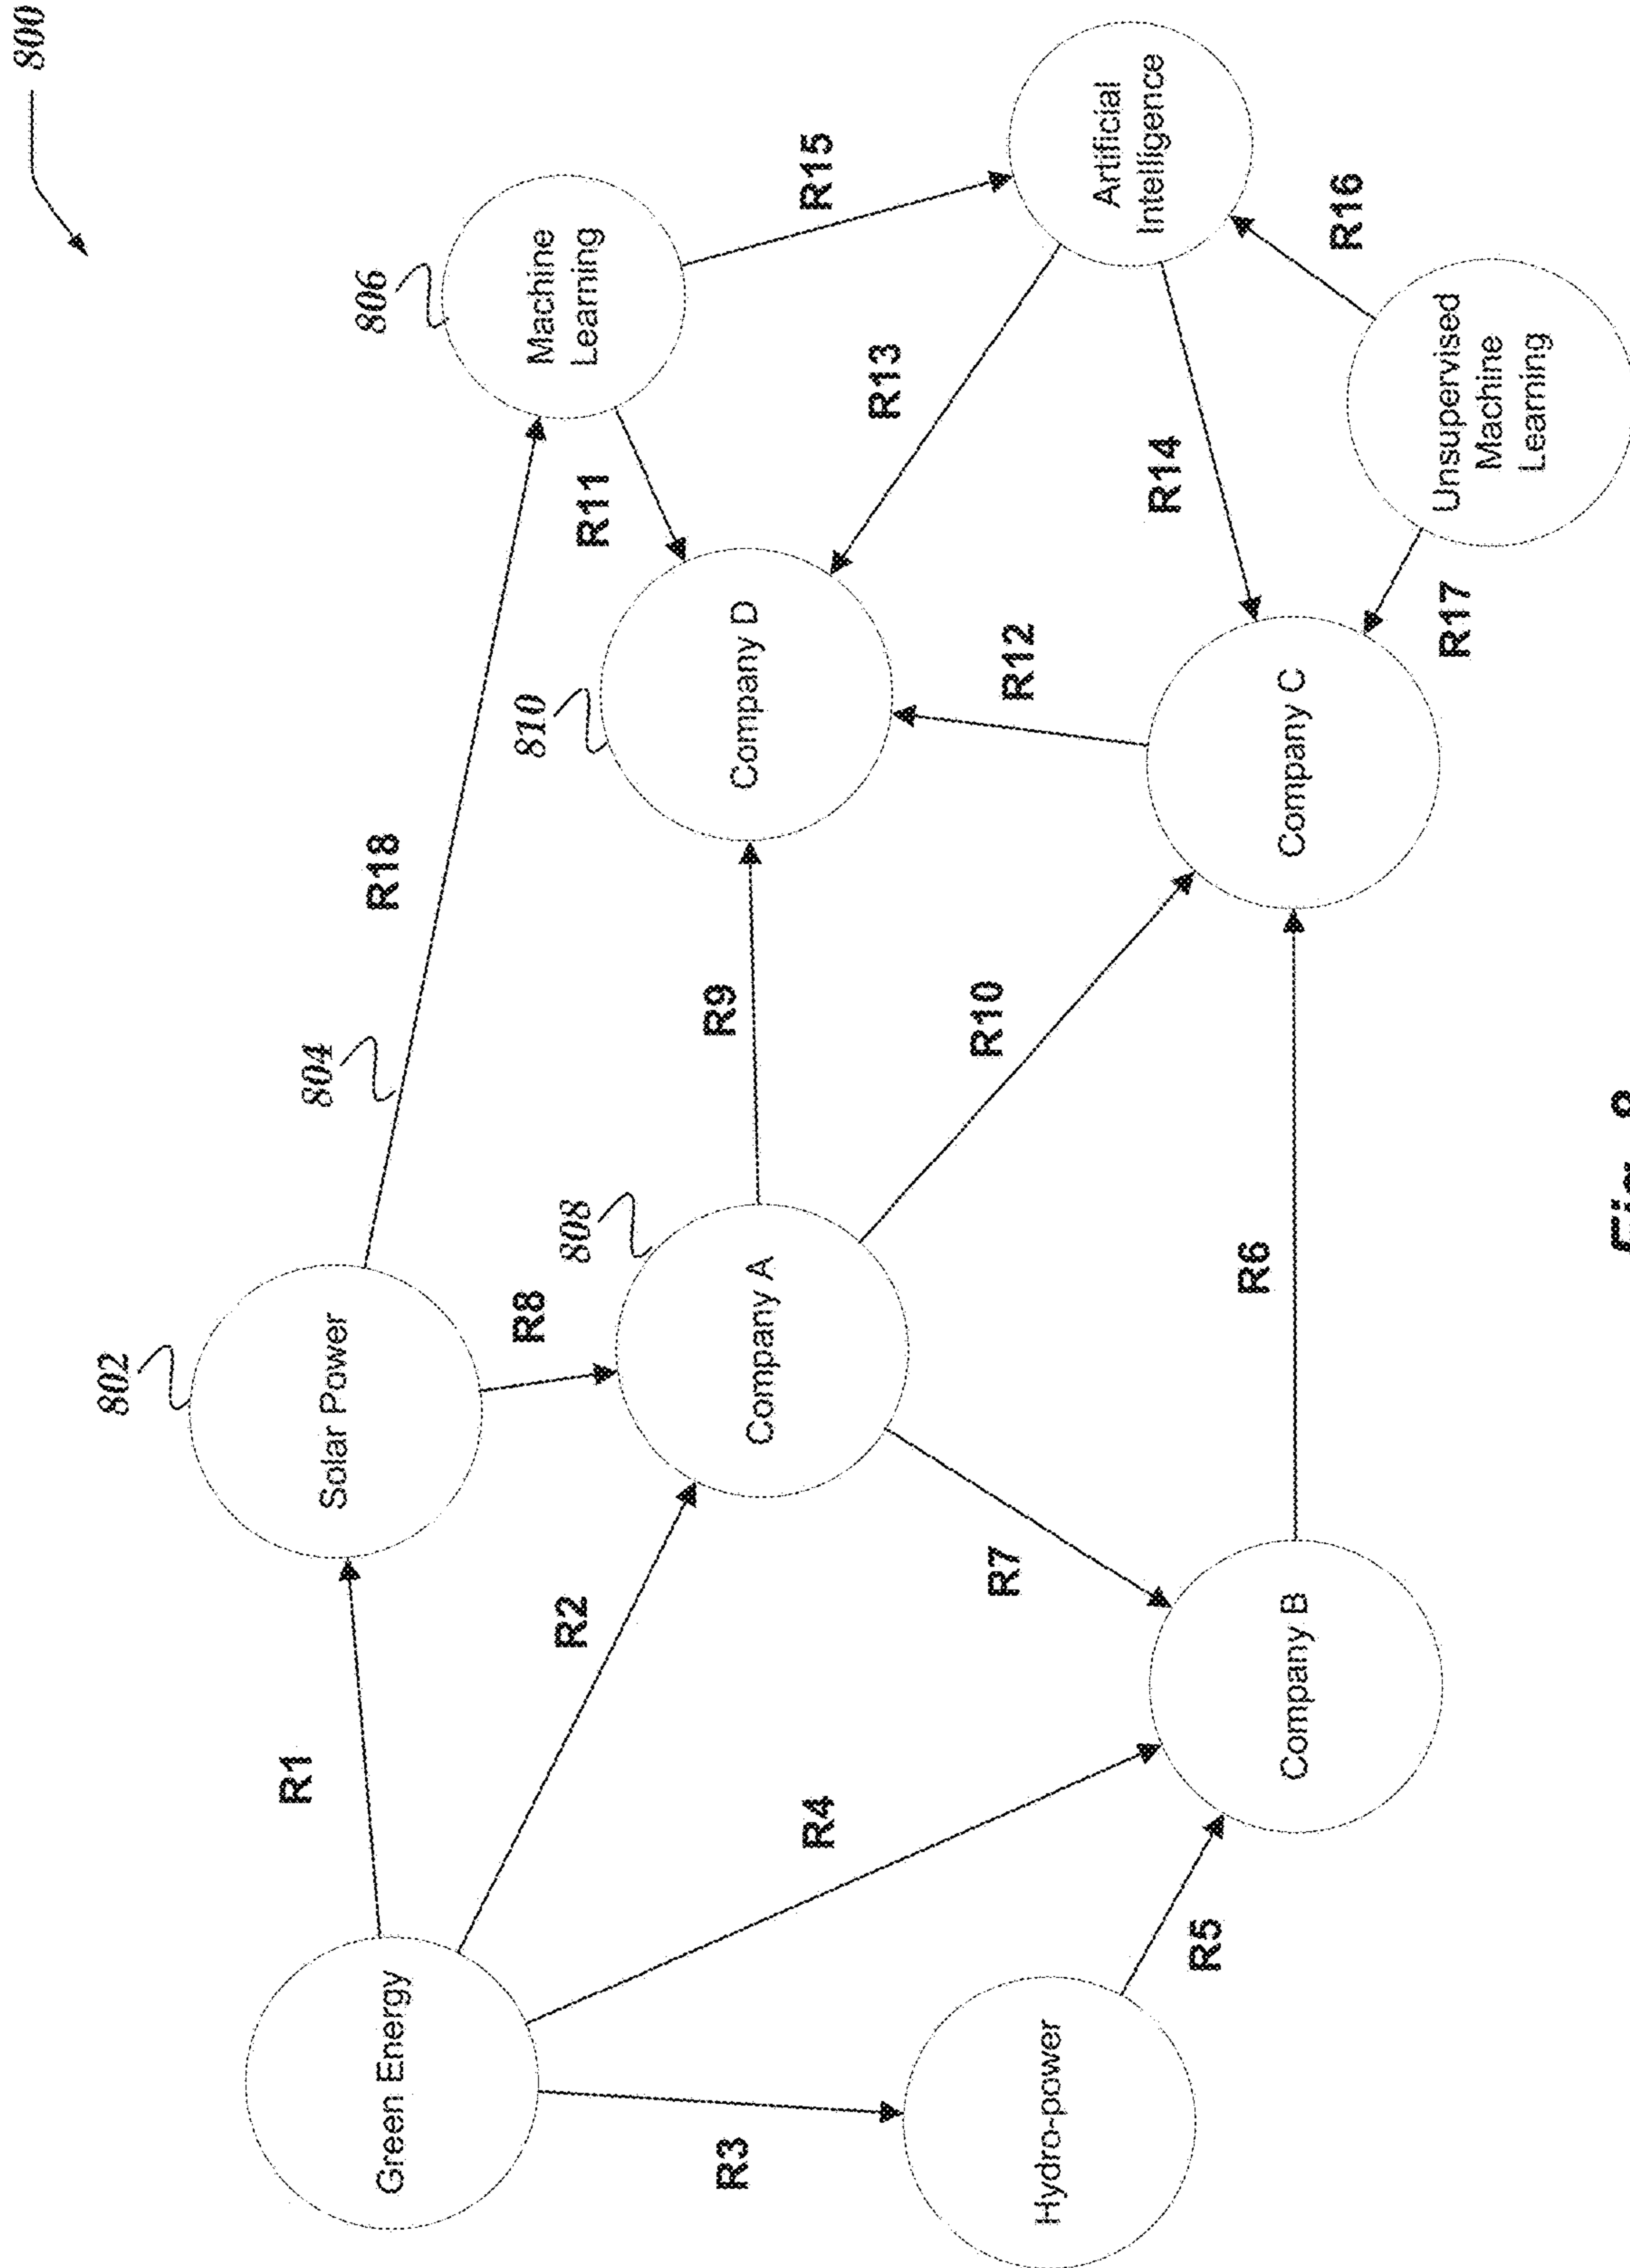 800
802
R1
804
Solar Power
806
R18
Green Energy
R8
810
Machine
Learning
R2
808
R11
R9
R3
Company D
Company A
R15
R4
R13
R10
R7
R12
Hydro-power
Artificial
Intelligence
R14
R5
R6
Company C
Company B
R16
Unsupervised
Machine
Learning
R17